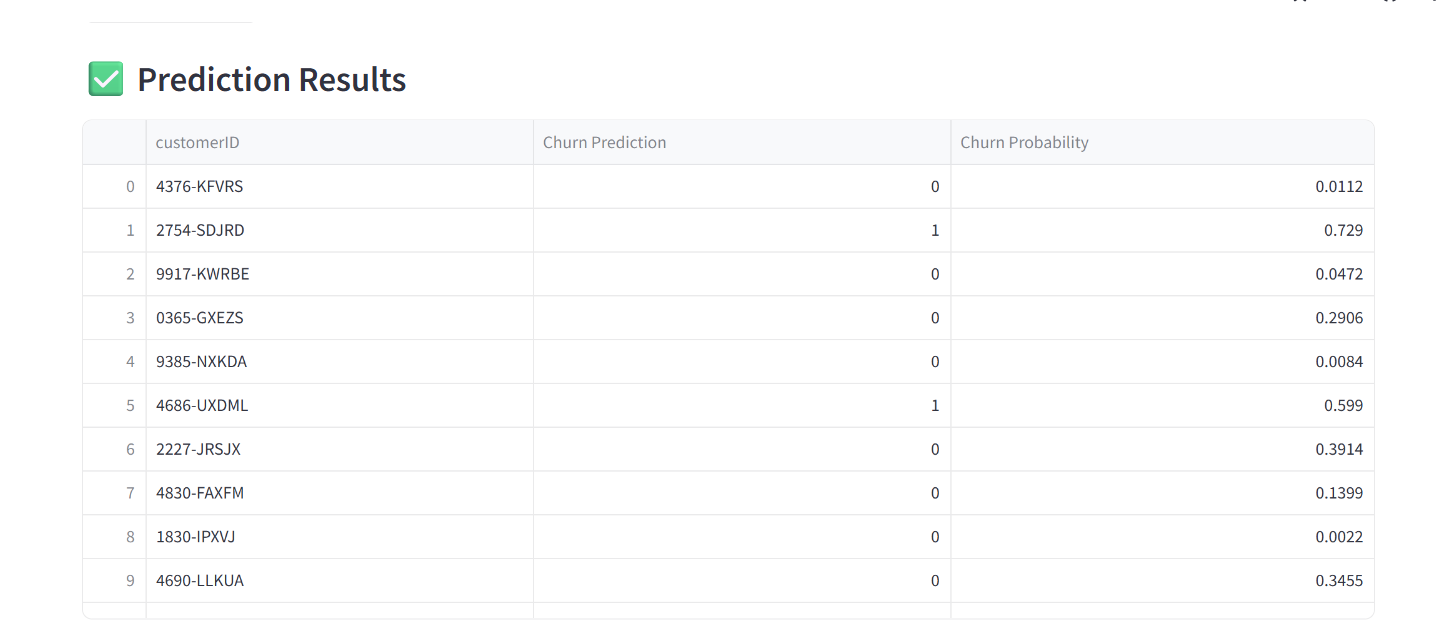 ✅ Prediction Results
customerID Churn Prediction Churn Probability
0 4376-KFVRS 0 0.0112
1 2754-SDJRD 1 0.729
2 9917-KWRBE 0 0.0472
3 0365-GXEZS 0 0.2906
4 9385-NXKDA 0 0.0084
5 4686-UXDML 1 0.599
6 2227-JRSJX 0 0.3914
7 4830-FAXFM 0 0.1399
8 1830-IPXVJ 0 0.0022
9 4690-LLKUA 0 0.3455